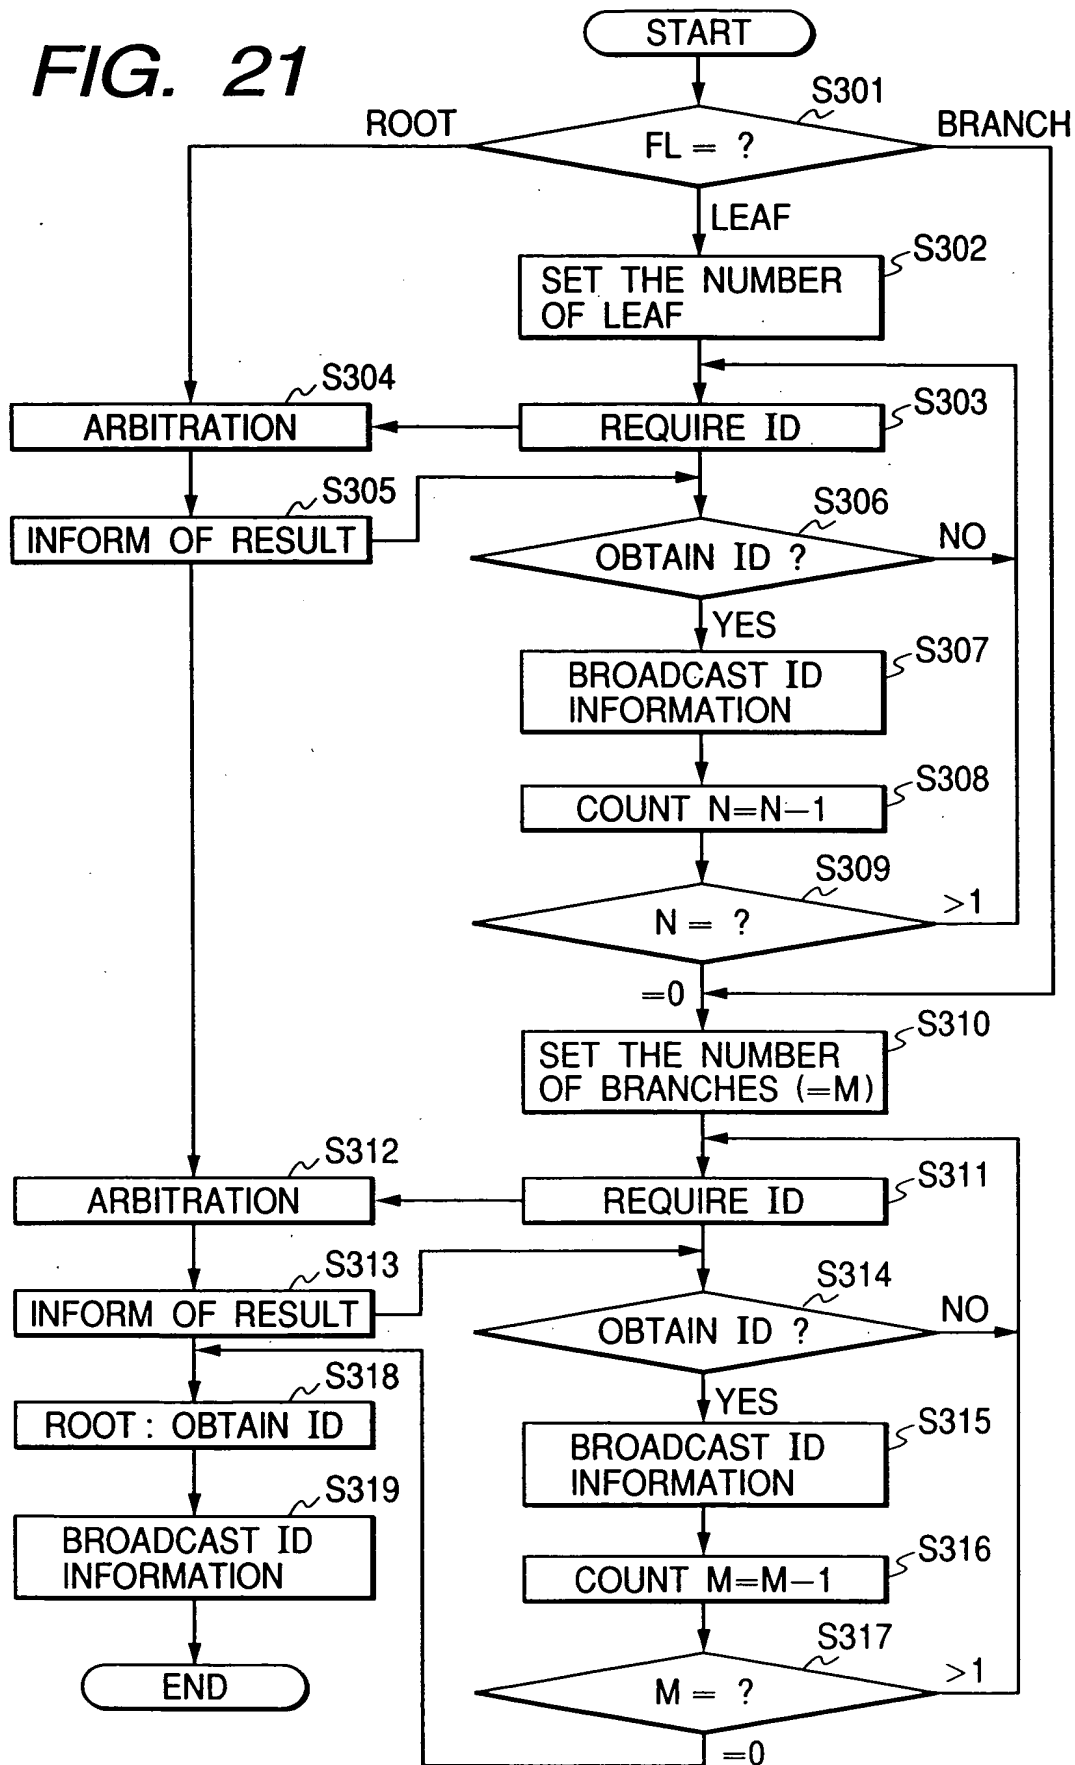 FIG. 21
START
S301
ROOT
FL = ?
BRANCH
LEAF
S302
SET THE NUMBER
OF LEAF
S304
ARBITRATION
S303
REQUIRE ID
S305
INFORM OF RESULT
S306
OBTAIN ID ?
NO
YES
S307
BROADCAST ID
INFORMATION
S308
COUNT N=N-1
S309
N = ?
>1
=0
S310
SET THE NUMBER
OF BRANCHES (=M)
S312
ARBITRATION
S311
REQUIRE ID
S313
INFORM OF RESULT
S314
OBTAIN ID ?
NO
S318
ROOT : OBTAIN ID
YES
S315
BROADCAST ID
INFORMATION
S319
BROADCAST ID
INFORMATION
S316
COUNT M=M-1
S317
M = ?
>1
END
=0